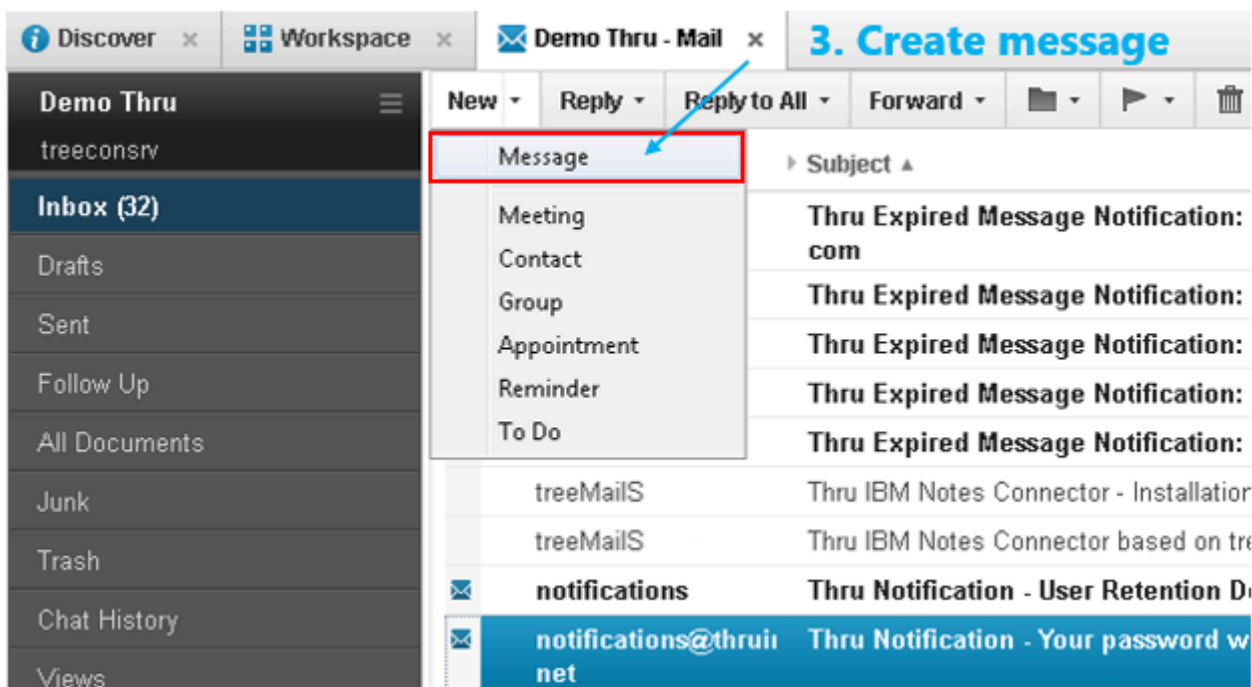 Discover × Workspace × Demo Thru - Mail × 3. Create message
Demo Thru
treeconsrv
New Reply Reply to All Forward
Inbox (32)
Drafts
Sent
Follow Up
All Documents
Junk
Trash
Chat History
Views
Message
Meeting
Contact
Group
Appointment
Reminder
To Do
Subject
Thru Expired Message Notification:
com
Thru Expired Message Notification:
Thru Expired Message Notification:
Thru Expired Message Notification:
Thru Expired Message Notification:
treeMailS Thru IBM Notes Connector - Installation
treeMailS Thru IBM Notes Connector based on
notifications Thru Notification - User Retention
notifications@thruin Thru Notification - Your password
net